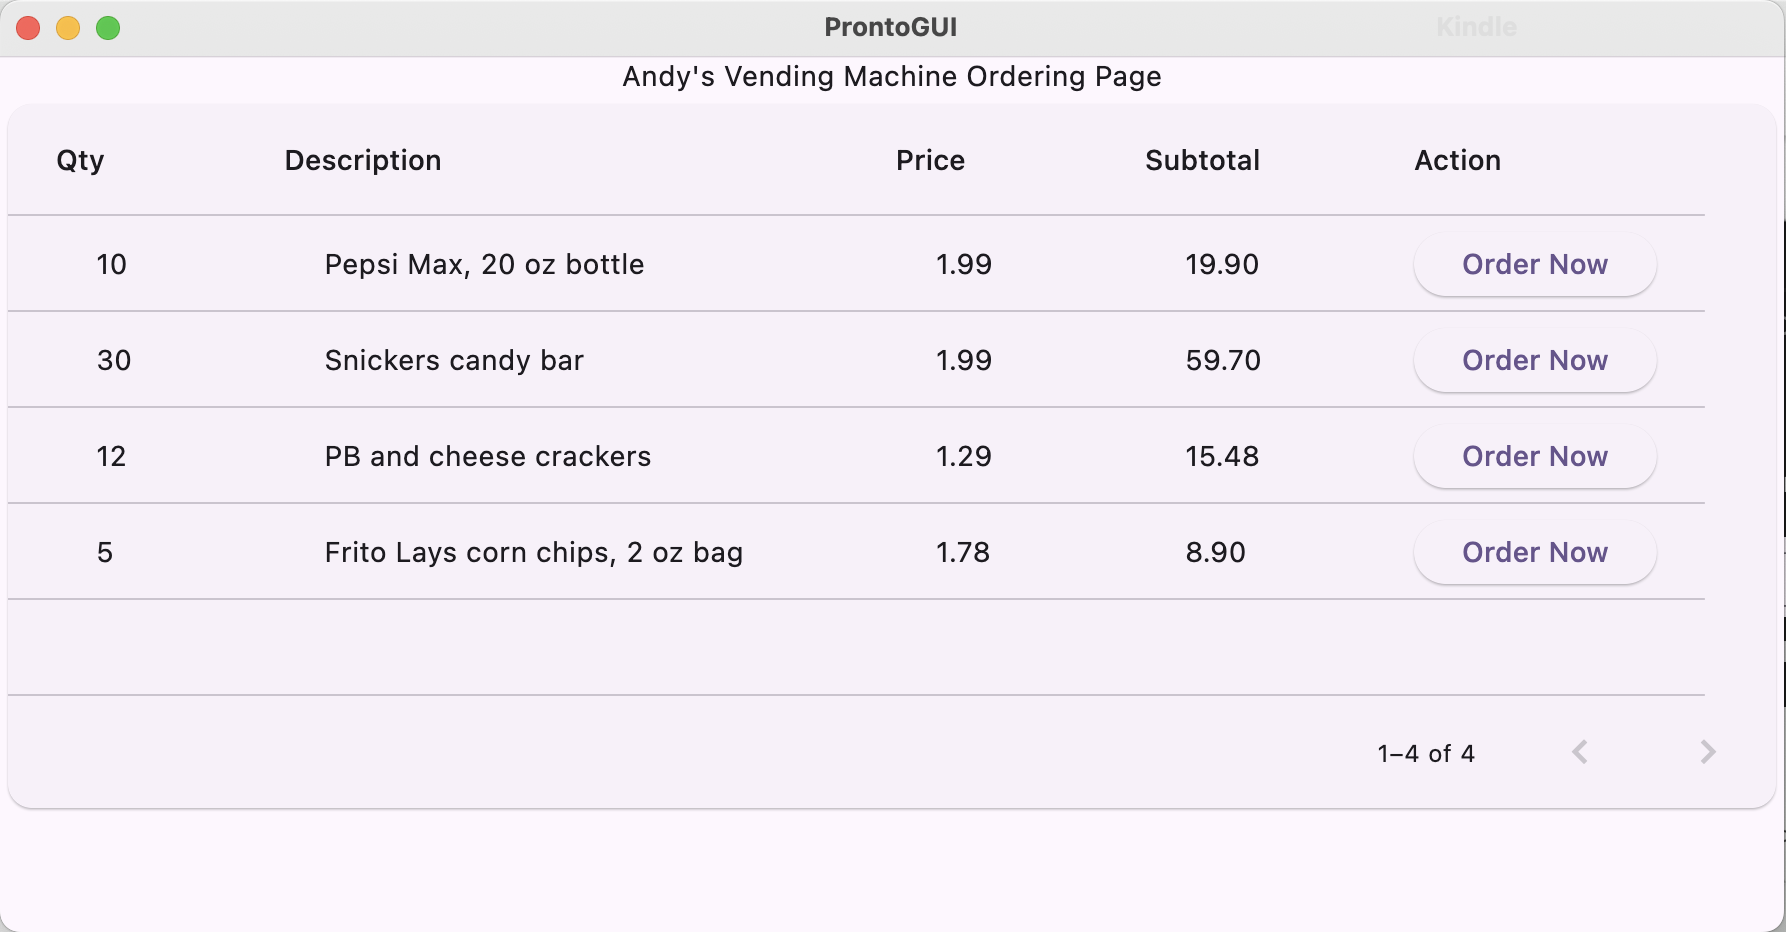 ProntoGUI
Kindle
Andy's Vending Machine Ordering Page
Qty Description Price Subtotal Action
10 Pepsi Max, 20 oz bottle 1.99 19.90 Order Now
30 Snickers candy bar 1.99 59.70 Order Now
12 PB and cheese crackers 1.29 15.48 Order Now
5 Frito Lays corn chips, 2 oz bag 1.78 8.90 Order Now
1–4 of 4